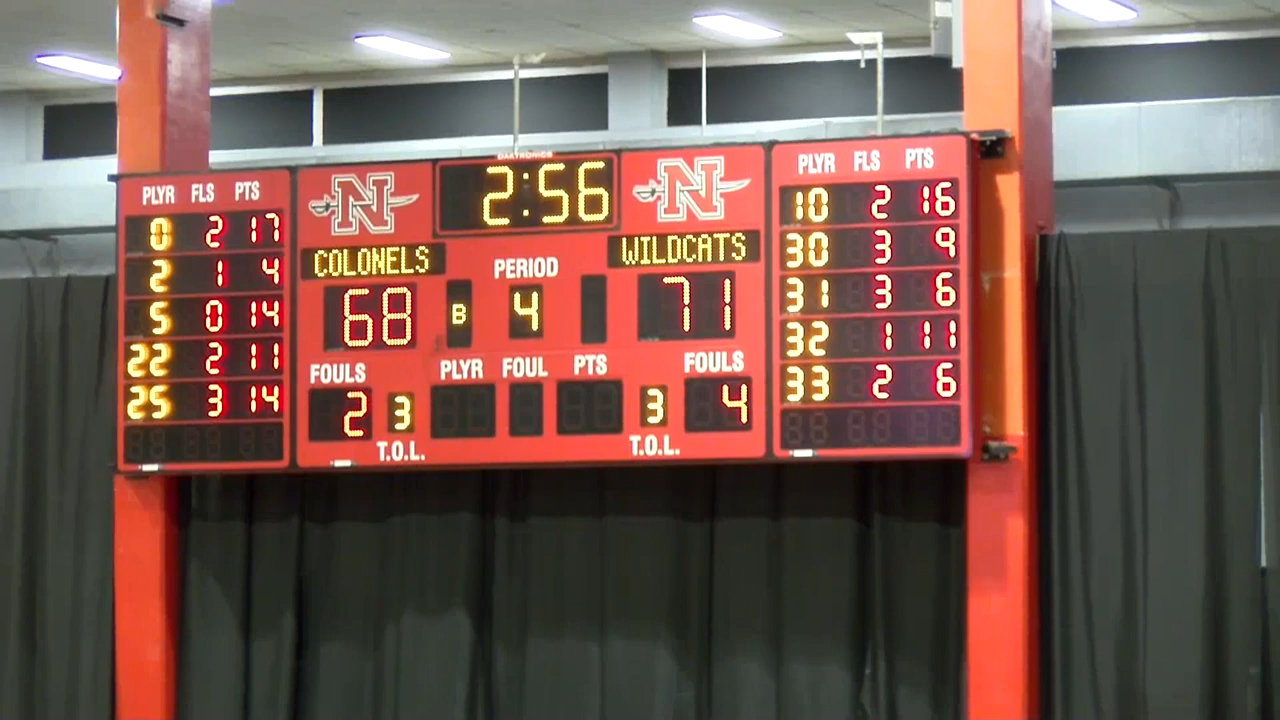 DAKTRONICS
PLYR FLS PTS
0 2 17
2 1 4
5 0 14
22 2 11
25 3 14
N
2:56
N
COLONELS
WILDCATS
PERIOD
68
B
4
71
FOULS
PLYR FOUL PTS
FOULS
2
3
3
4
T.O.L.
T.O.L.
PLYR FLS PTS
10 2 16
30 3 9
31 3 6
32 1 11
33 2 6